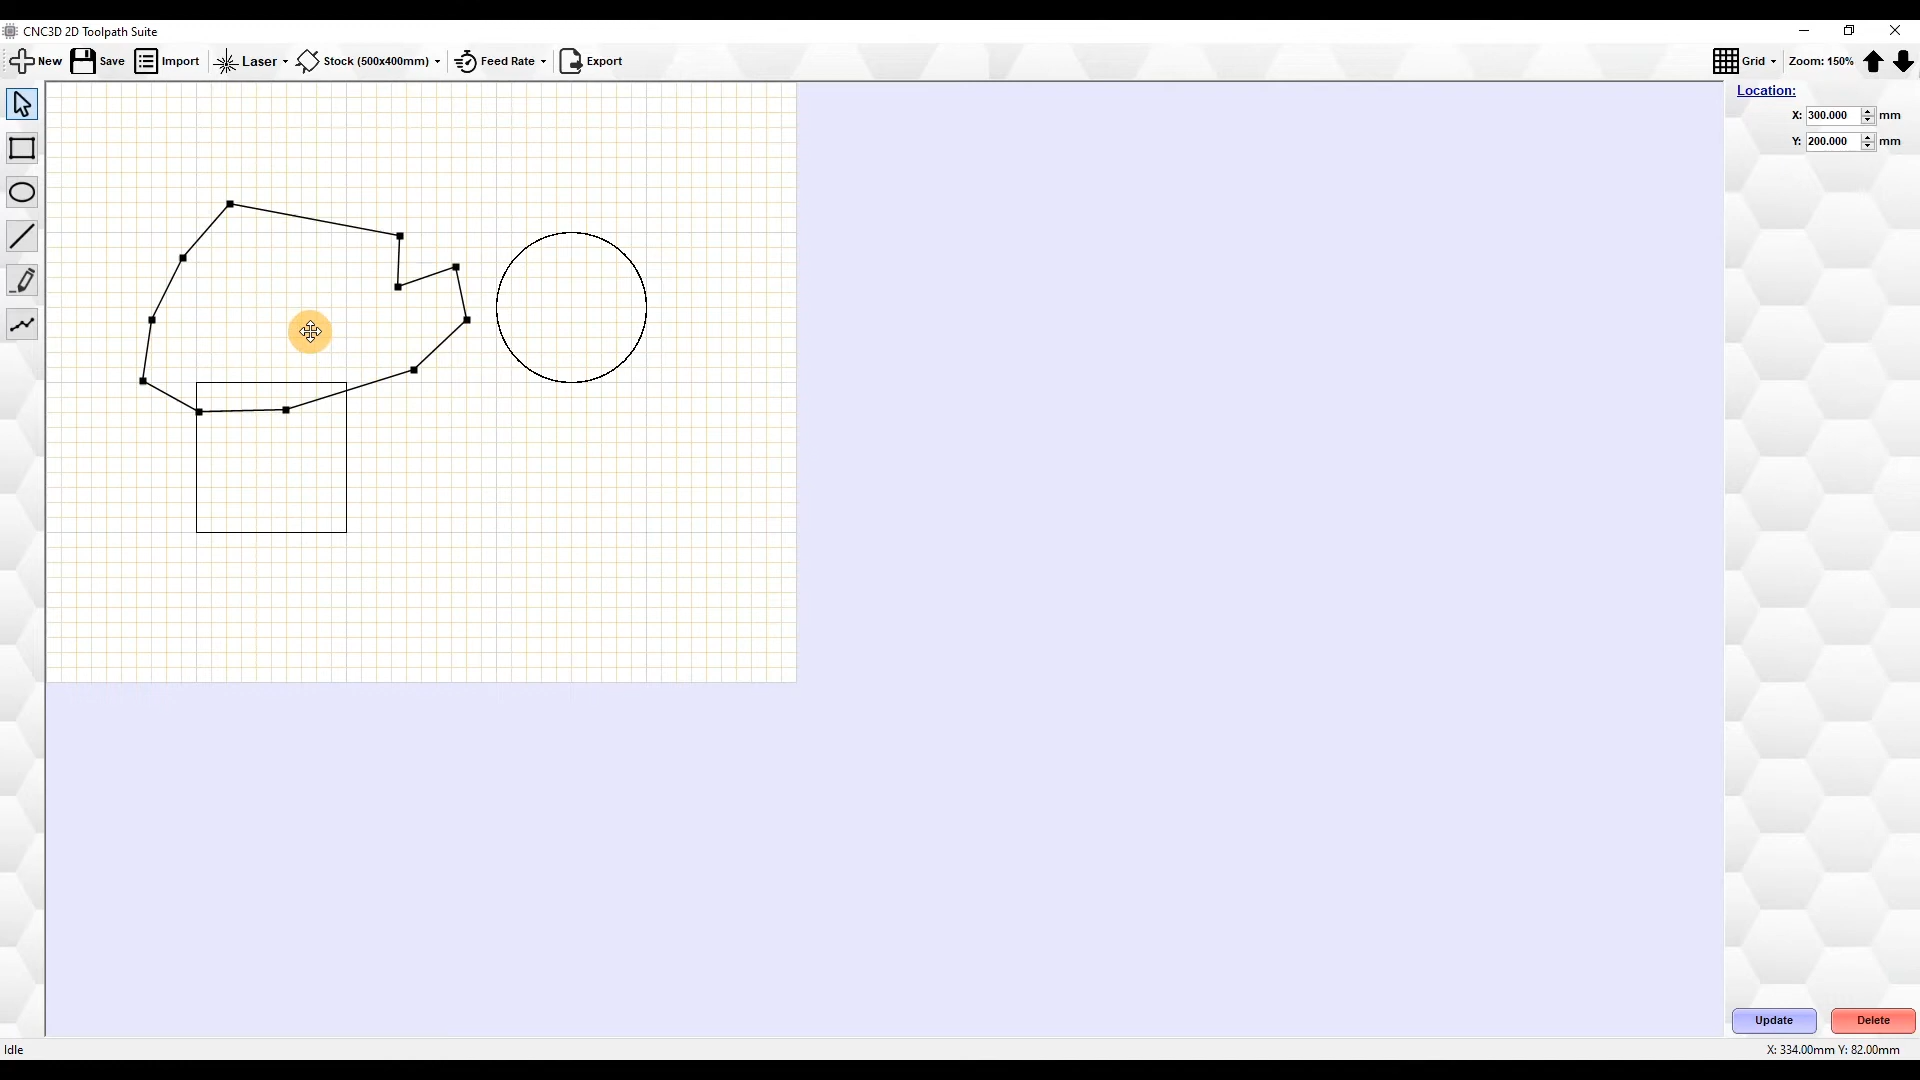 CNC3D 2D Toolpath Suite
New Save Import Laser Stock (500x400mm) Feed Rate Export Grid Zoom: 150%
Location:
X: 300.000 mm
Y: 200.000 mm
Update Delete
Idle X: 334.00mm Y: 82.00mm